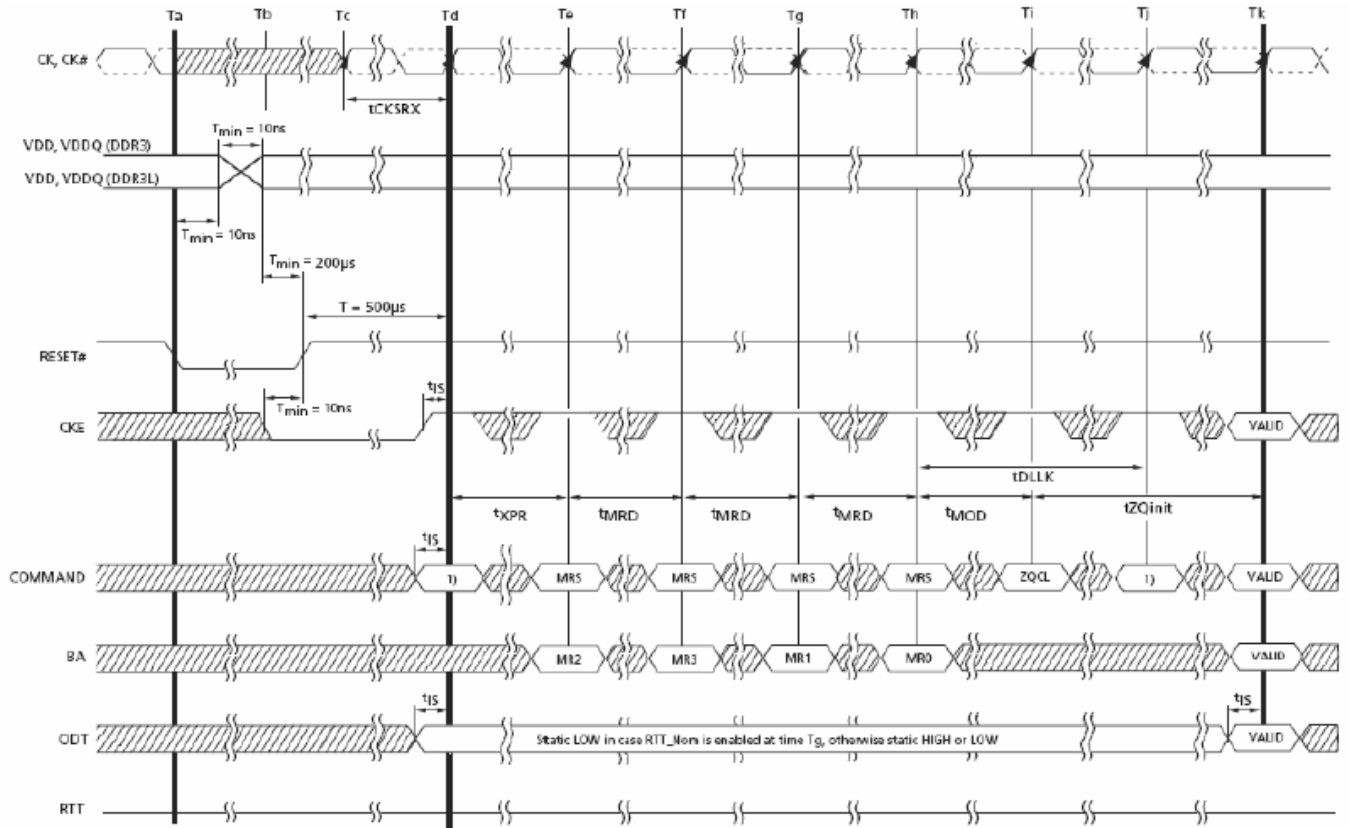 Ta Tb Tc Td Te Tf Tg Th Ti Tj Tk
CK, CK#
tCKSRX
Tmin = 10ns
VDD, VDDQ (DDR3)
VDD, VDDQ (DDR3L)
Tmin = 10ns
Tmin = 200µs
T = 500µs
RESET#
tIS
Tmin = 10ns
CKE VALID
tDLLK
tXPR tMRD tMRD tMRD tMOD tZQinit
tIS
COMMAND 1) MRS MRS MRS MRS ZQCL 1) VALID
BA MR2 MR3 MR1 MR0 VALID
tIS tIS
ODT Static LOW in case RTT_Nom is enabled at time Tg, otherwise static HIGH or LOW VALID
RTT